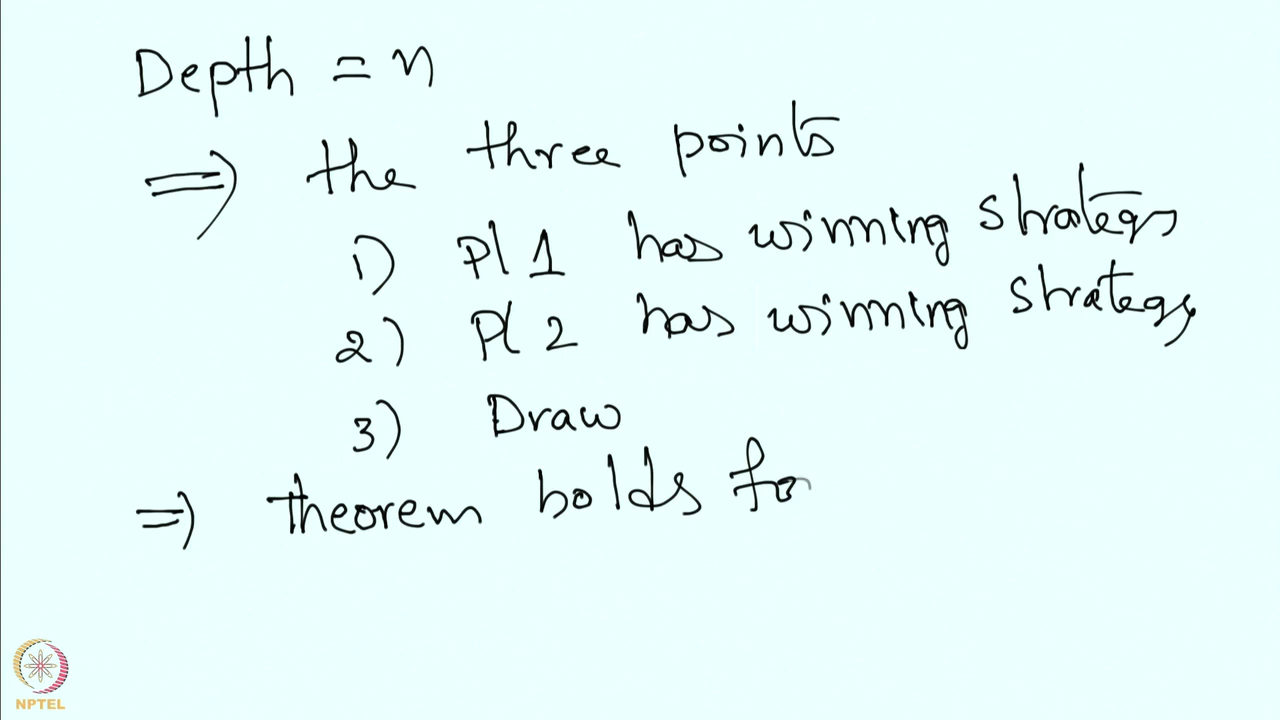 Depth = n
=> the three points
1) Pl 1 has winning strategy
2) Pl 2 has winning strategy
3) Draw
=> theorem holds fo
NPTEL